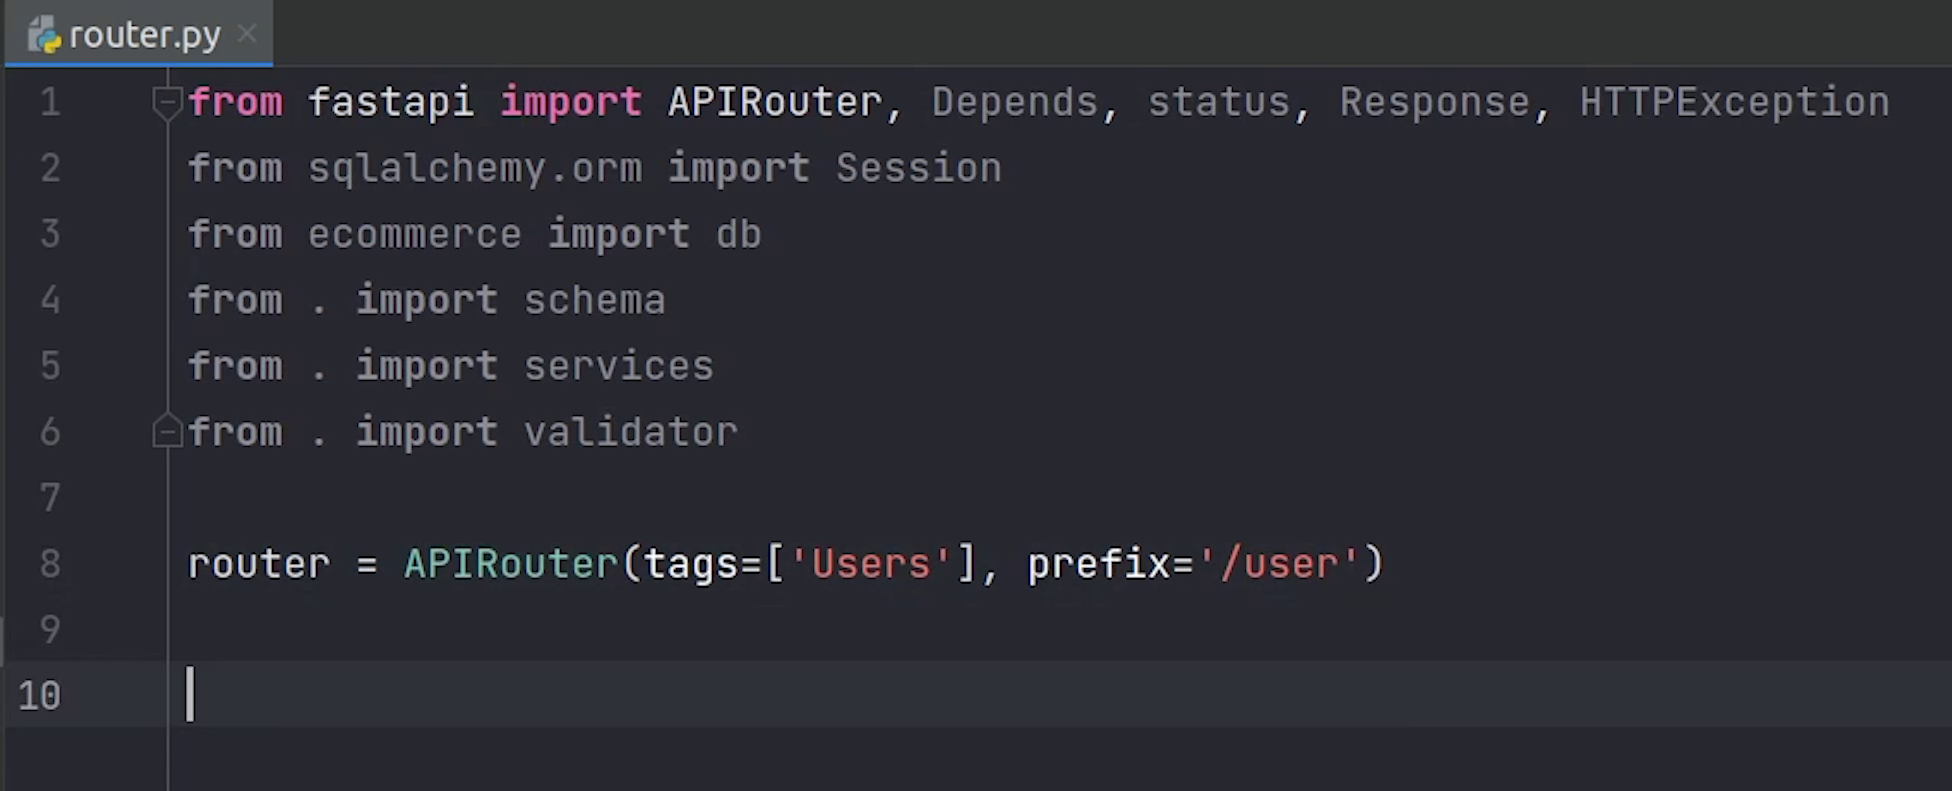 router.py
1 from fastapi import APIRouter, Depends, status, Response, HTTPException
2 from sqlalchemy.orm import Session
3 from ecommerce import db
4 from . import schema
5 from . import services
6 from . import validator
7
8 router = APIRouter(tags=['Users'], prefix='/user')
9
10